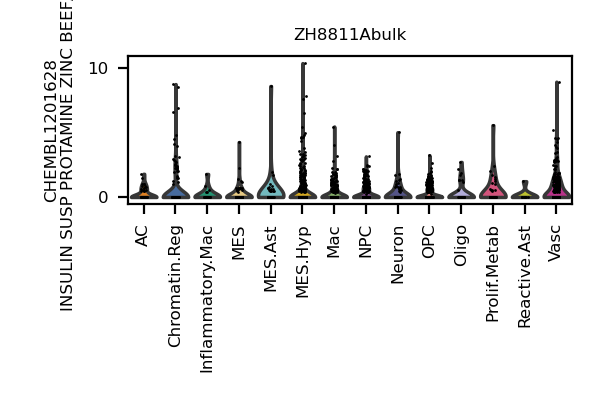 ZH8811Abulk
CHEMBL1201628
INSULIN SUSP PROTAMINE ZINC BEEF
10
0
AC
Chromatin.Reg
Inflammatory.Mac
MES
MES.Ast
MES.Hyp
Mac
NPC
Neuron
OPC
Oligo
Prolif.Metab
Reactive.Ast
Vasc